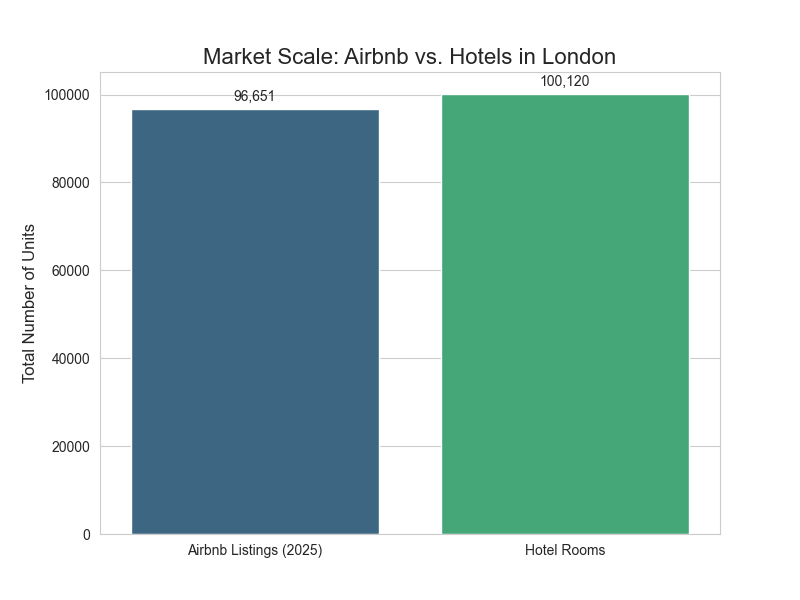 Market Scale: Airbnb vs. Hotels in London
100,120
96,651
100000
80000
60000
40000
20000
0
Total Number of Units
Airbnb Listings (2025)
Hotel Rooms